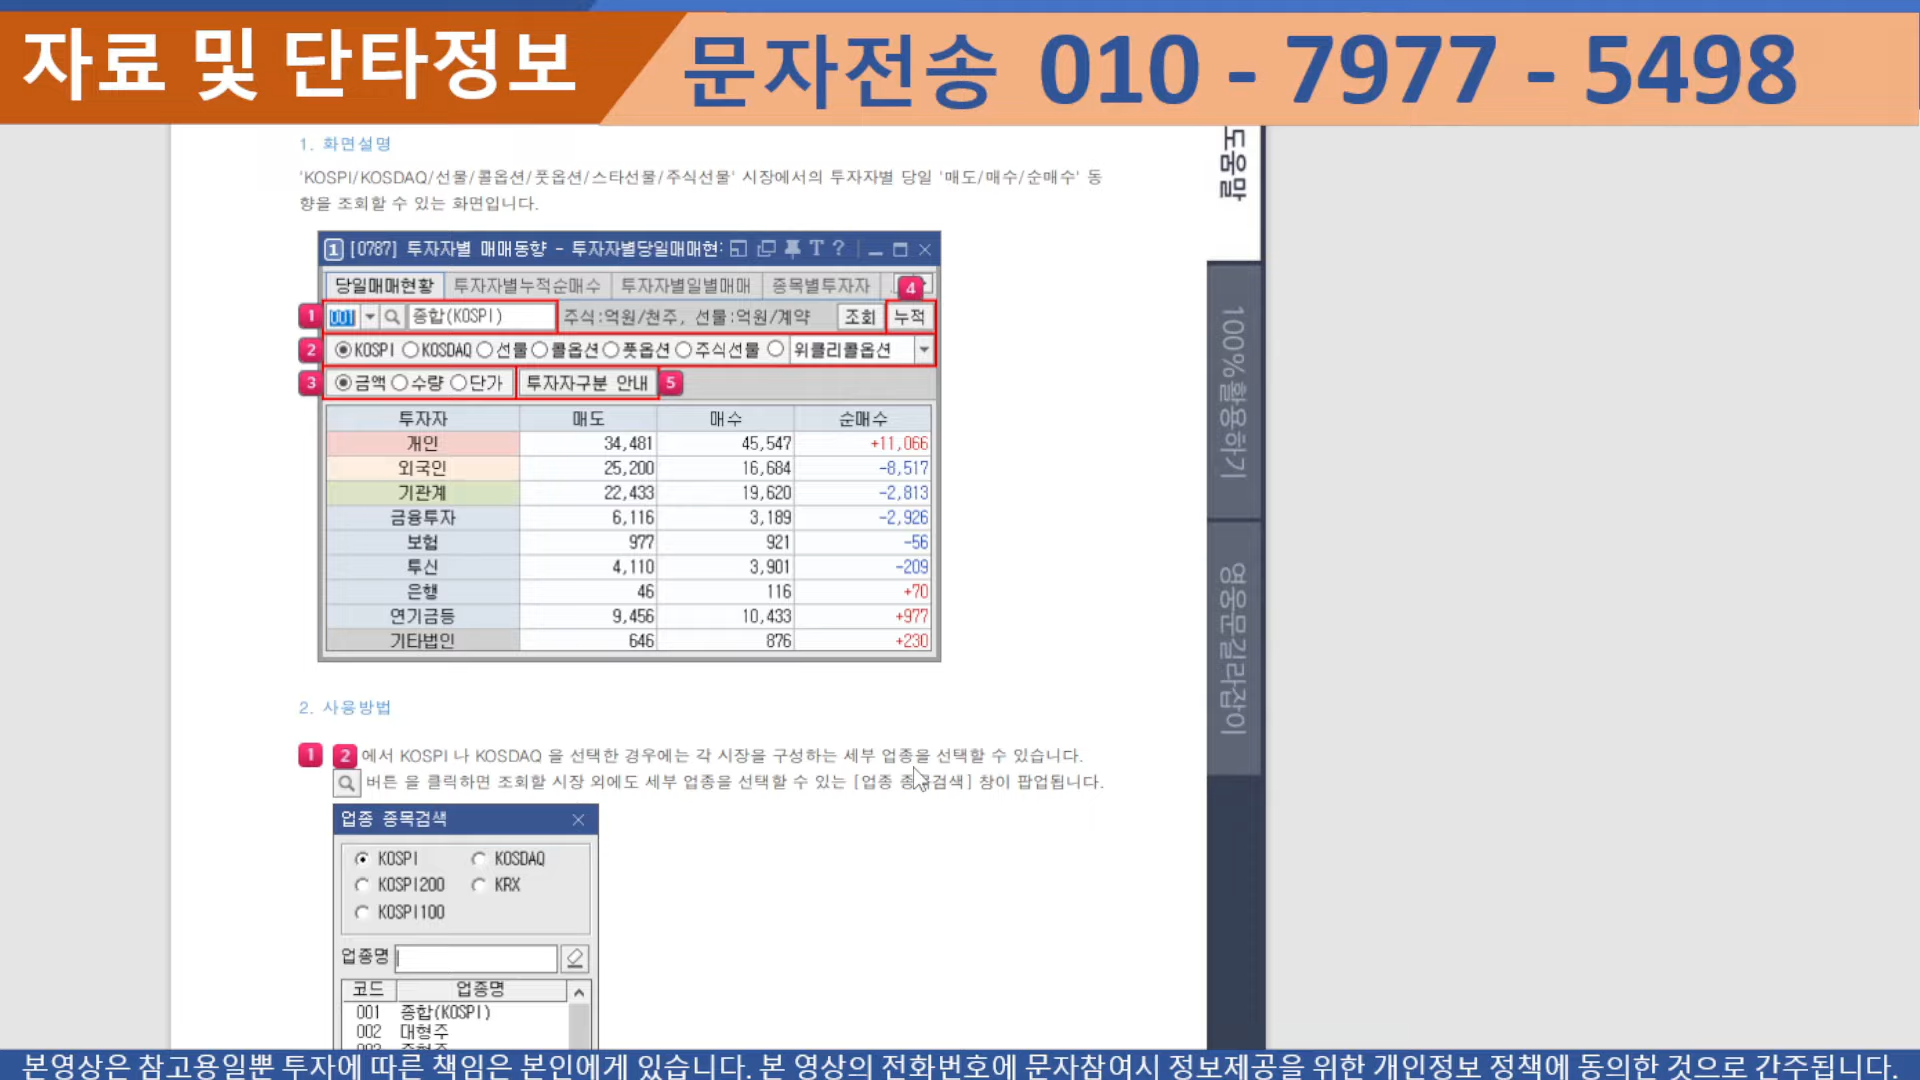 자료 및 단타정보
문자전송 010 - 7977 - 5498
1. 화면설명
'KOSPI/KOSDAQ/선물/콜옵션/풋옵션/스타선물/주식선물' 시장에서의 투자자별 당일 '매도/매수/순매수' 동
향을 조회할 수 있는 화면입니다.
1 [0787] 투자자별 매매동향 - 투자자별당일매매현:
당일매매현황 투자자별누적순매수 투자자별일별매매 종목별투자자 4
1 001 종합(KOSPI) 주식:억원/천주, 선물:억원/계약 조회 누적
2 KOSPI KOSDAQ 선물 콜옵션 풋옵션 주식선물 위클리콜옵션
3 금액 수량 단가 투자자구분 안내 5
투자자 매도 매수 순매수
개인 34,481 45,547 +11,066
외국인 25,200 16,684 -8,517
기관계 22,433 19,620 -2,813
금융투자 6,116 3,189 -2,926
보험 977 921 -56
투신 4,110 3,901 -209
은행 46 116 +70
연기금등 9,456 10,433 +977
기타법인 646 876 +230
2. 사용방법
1 2 에서 KOSPI 나 KOSDAQ 을 선택한 경우에는 각 시장을 구성하는 세부 업종을 선택할 수 있습니다.
버튼 을 클릭하면 조회할 시장 외에도 세부 업종을 선택할 수 있는 [업종 종목검색] 창이 팝업됩니다.
업종 종목검색
KOSPI KOSDAQ
KOSPI200 KRX
KOSPI100
업종명
코드 업종명
001 종합(KOSPI)
002 대형주
도움말
100%활용하기
영웅문길라잡이
본영상은 참고용일뿐 투자에 따른 책임은 본인에게 있습니다. 본 영상의 전화번호에 문자참여시 정보제공을 위한 개인정보 정책에 동의한 것으로 간주됩니다.